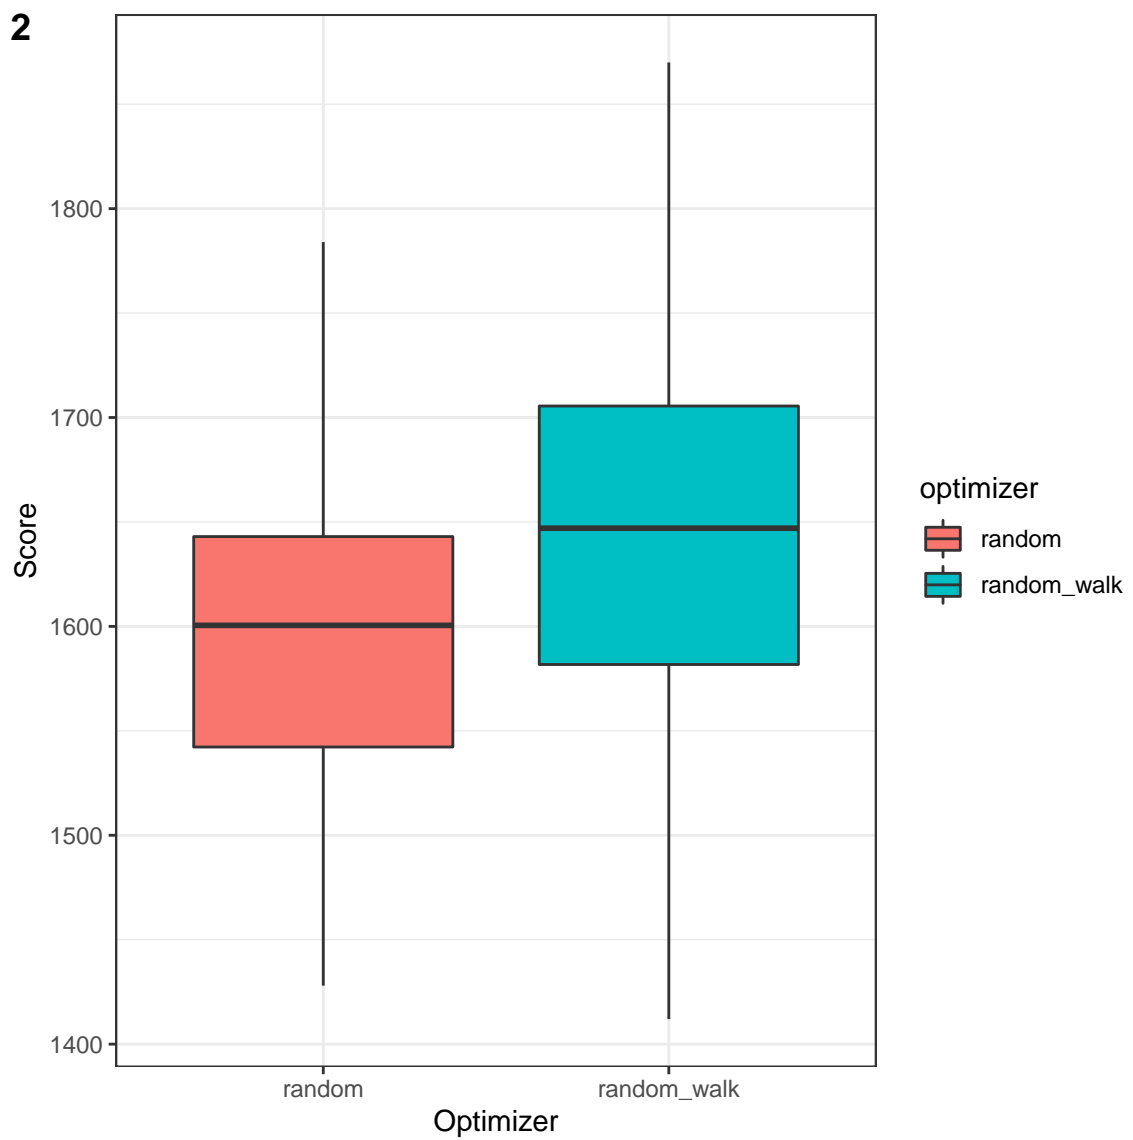 2
1800
1700
1600
1500
1400
Score
random
random_walk
Optimizer
optimizer
random
random_walk